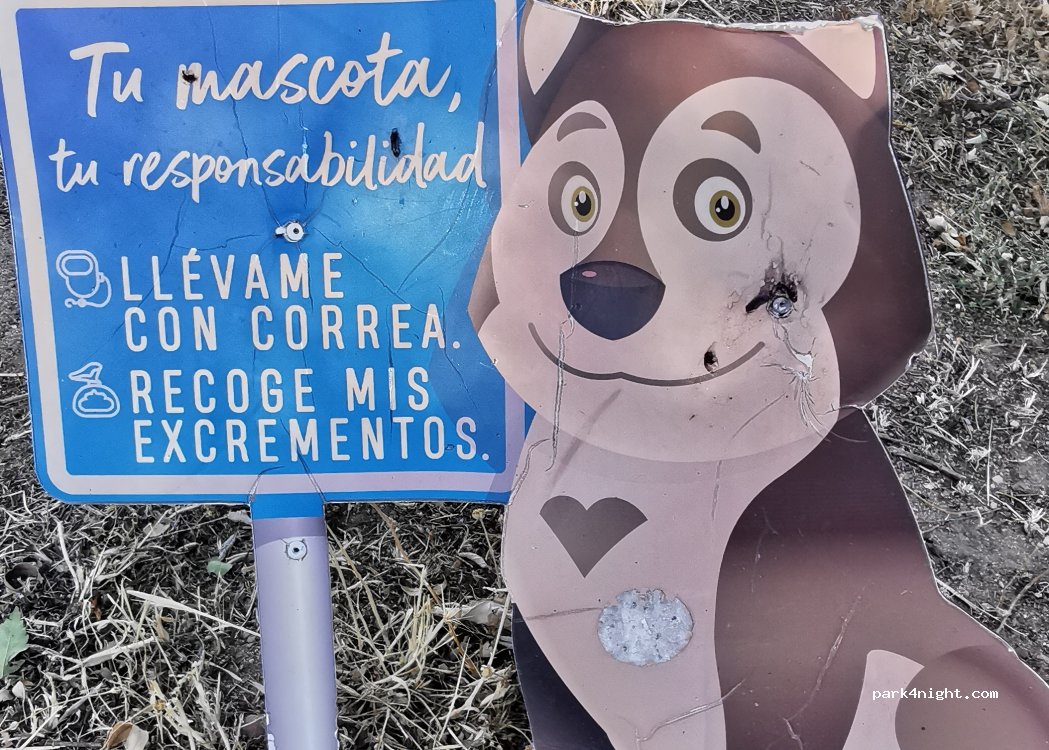 Tu mascota,
tu responsabilidad
LLÉVAME
CON CORREA.
RECOGE MIS
EXCREMENTOS.
park4night.com